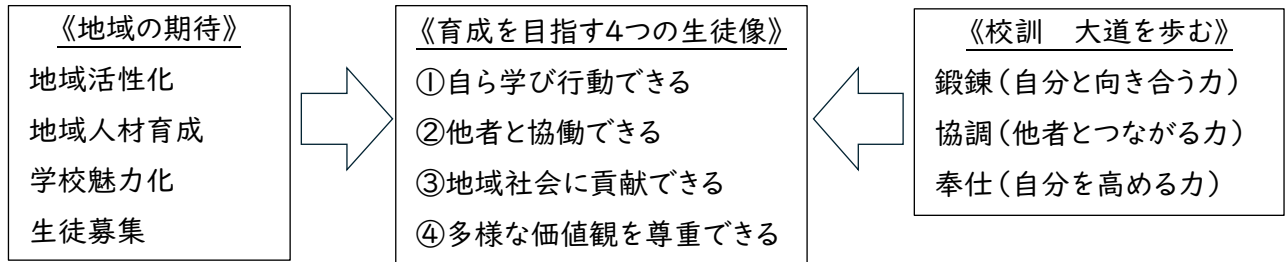 《地域の期待》
地域活性化
地域人材育成
学校魅力化
生徒募集
《育成を目指す4つの生徒像》
①自ら学び行動できる
②他者と協働できる
③地域社会に貢献できる
④多様な価値観を尊重できる
《校訓　大道を歩む》
鍛錬（自分と向き合う力）
協調（他者とつながる力）
奉仕（自分を高める力）